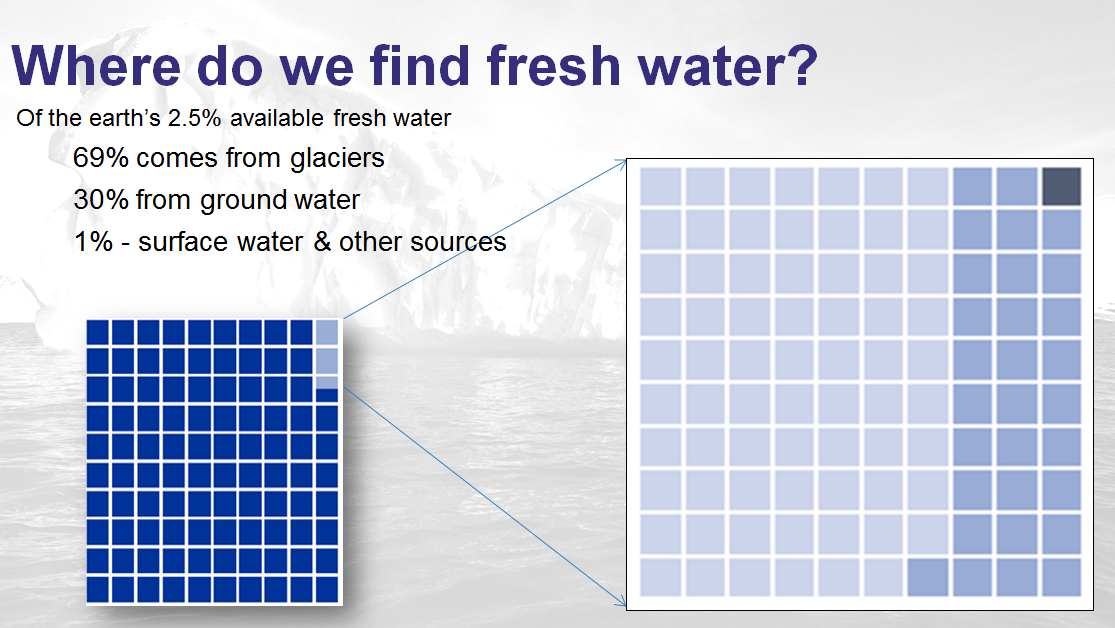 Where do we find fresh water?
Of the earth’s 2.5% available fresh water
69% comes from glaciers
30% from ground water
1% - surface water & other sources